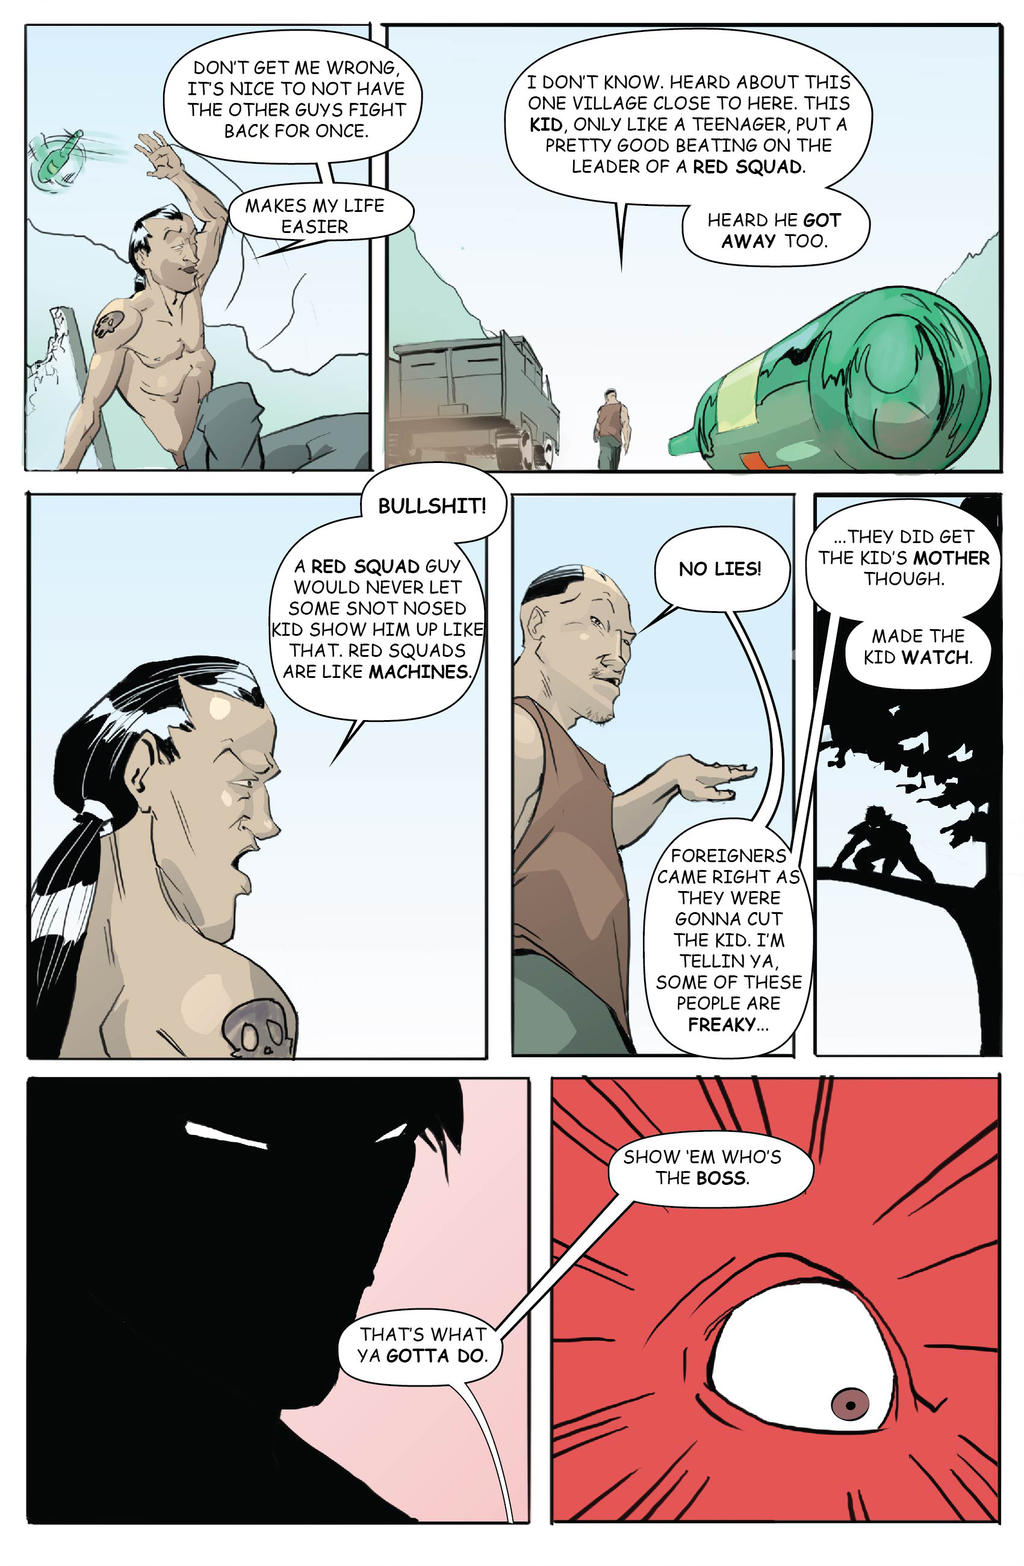 DON'T GET ME WRONG,
IT'S NICE TO NOT HAVE
THE OTHER GUYS FIGHT
BACK FOR ONCE.
MAKES MY LIFE
EASIER
I DON'T KNOW. HEARD ABOUT THIS
ONE VILLAGE CLOSE TO HERE. THIS
KID, ONLY LIKE A TEENAGER, PUT A
PRETTY GOOD BEATING ON THE
LEADER OF A RED SQUAD.
HEARD HE GOT
AWAY TOO.
BULLSHIT!
A RED SQUAD GUY
WOULD NEVER LET
SOME SNOT NOSED
KID SHOW HIM UP LIKE
THAT. RED SQUADS
ARE LIKE MACHINES.
NO LIES!
FOREIGNERS
CAME RIGHT AS
THEY WERE
GONNA CUT
THE KID. I'M
TELLIN YA,
SOME OF THESE
PEOPLE ARE
FREAKY...
...THEY DID GET
THE KID'S MOTHER
THOUGH.
MADE THE
KID WATCH.
SHOW 'EM WHO'S
THE BOSS.
THAT'S WHAT
YA GOTTA DO.